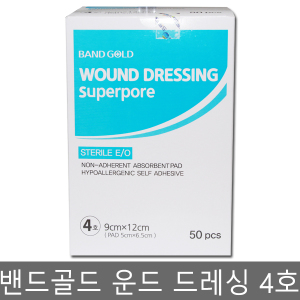 BAND GOLD
WOUND DRESSING
Superpore
STERILE E/O
NON-ADHERENT ABSORBENT PAD
HYPOALLERGENIC SELF ADHESIVE
4호
9cm×12cm
(PAD 5cm×6.5cm)
50 pcs
밴드골드 운드 드레싱 4호